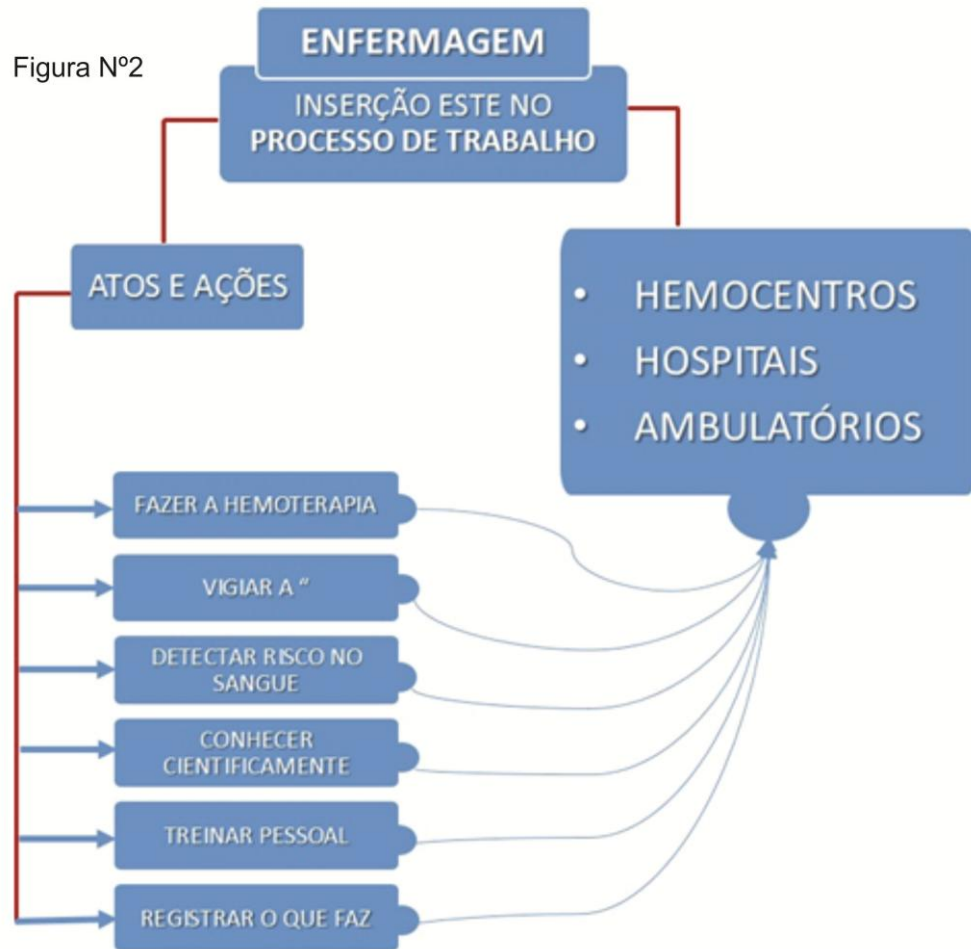 Figura Nº2
ENFERMAGEM
INSERÇÃO ESTE NO
PROCESSO DE TRABALHO
ATOS E AÇÕES
• HEMOCENTROS
• HOSPITAIS
• AMBULATÓRIOS
FAZER A HEMOTERAPIA
VIGIAR A “
DETECTAR RISCO NO
SANGUE
CONHECER
CIENTIFICAMENTE
TREINAR PESSOAL
REGISTRAR O QUE FAZ